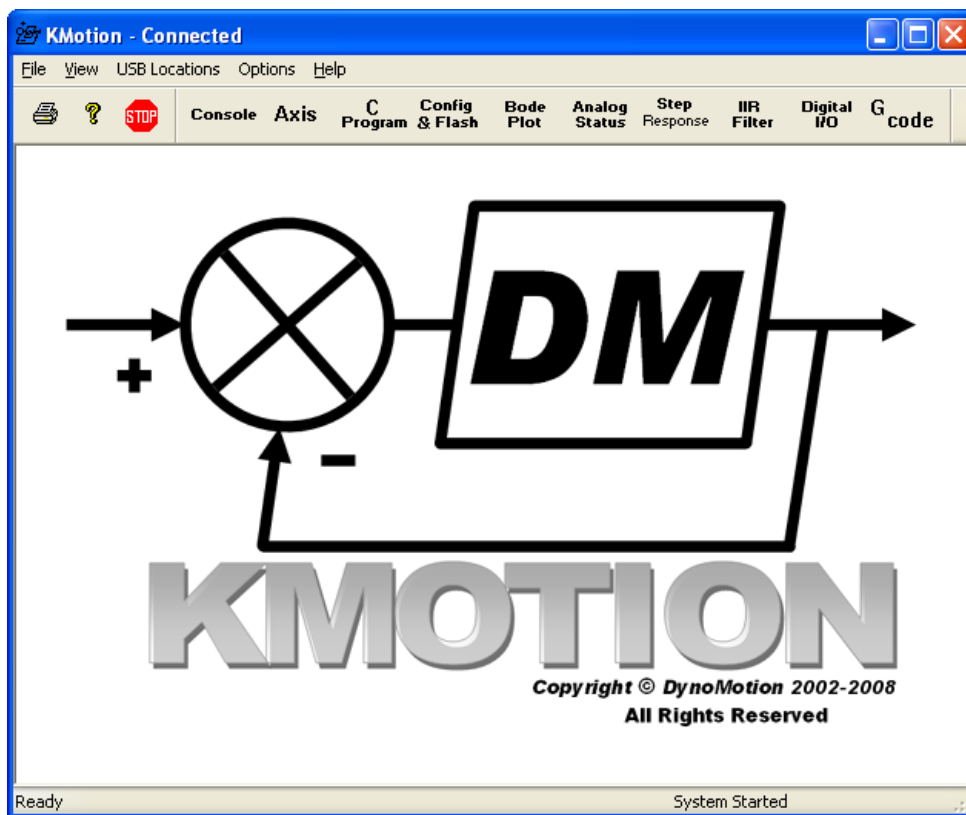 KMotion - Connected
File View USB Locations Options Help
STOP Console Axis C Program Config & Flash Bode Plot Analog Status Step Response IIR Filter Digital I/O G code
+
DM
-
KMOTION
Copyright © DynoMotion 2002-2008
All Rights Reserved
Ready System Started